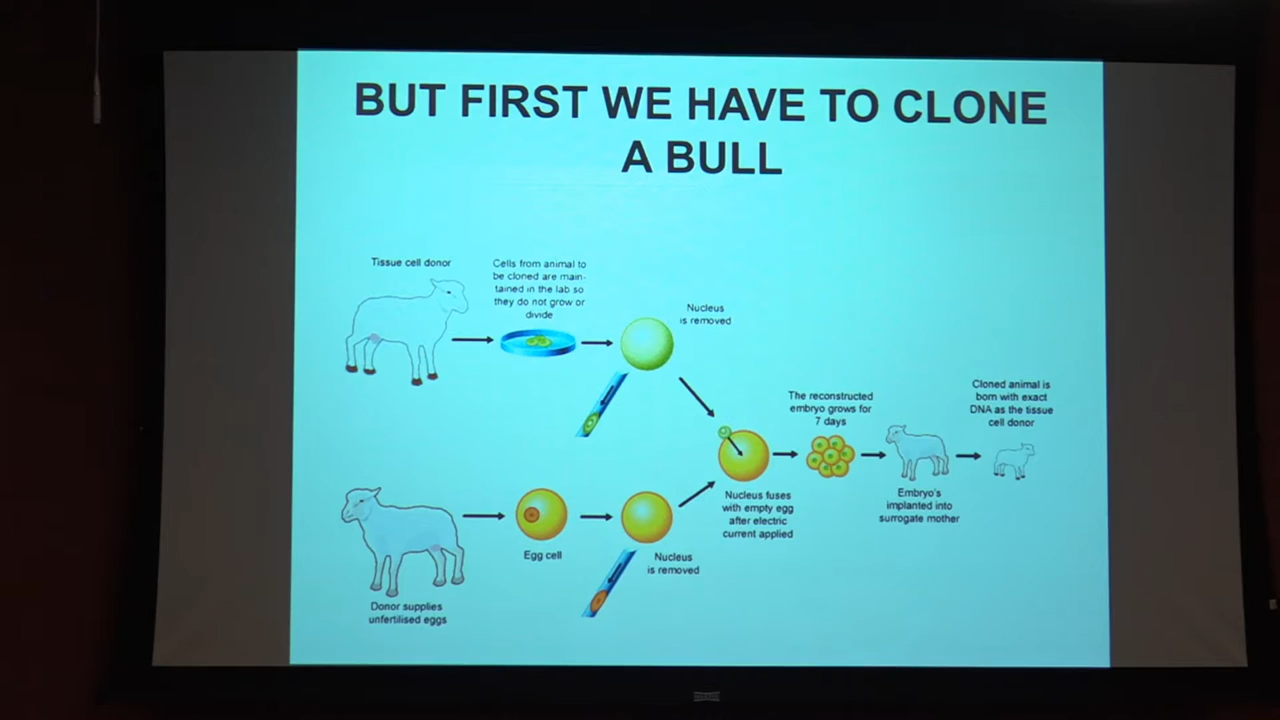 BUT FIRST WE HAVE TO CLONE
A BULL
Tissue cell donor
Cells from animal to
be cloned are main-
tained in the lab so
they do not grow or
divide
Nucleus
is removed
The reconstructed
embryo grows for
7 days
Cloned animal is
born with exact
DNA as the tissue
cell donor
Nucleus fuses
with empty egg
after electric
current applied
Embryo's
implanted into
surrogate mother
Egg cell
Nucleus
is removed
Donor supplies
unfertilised eggs